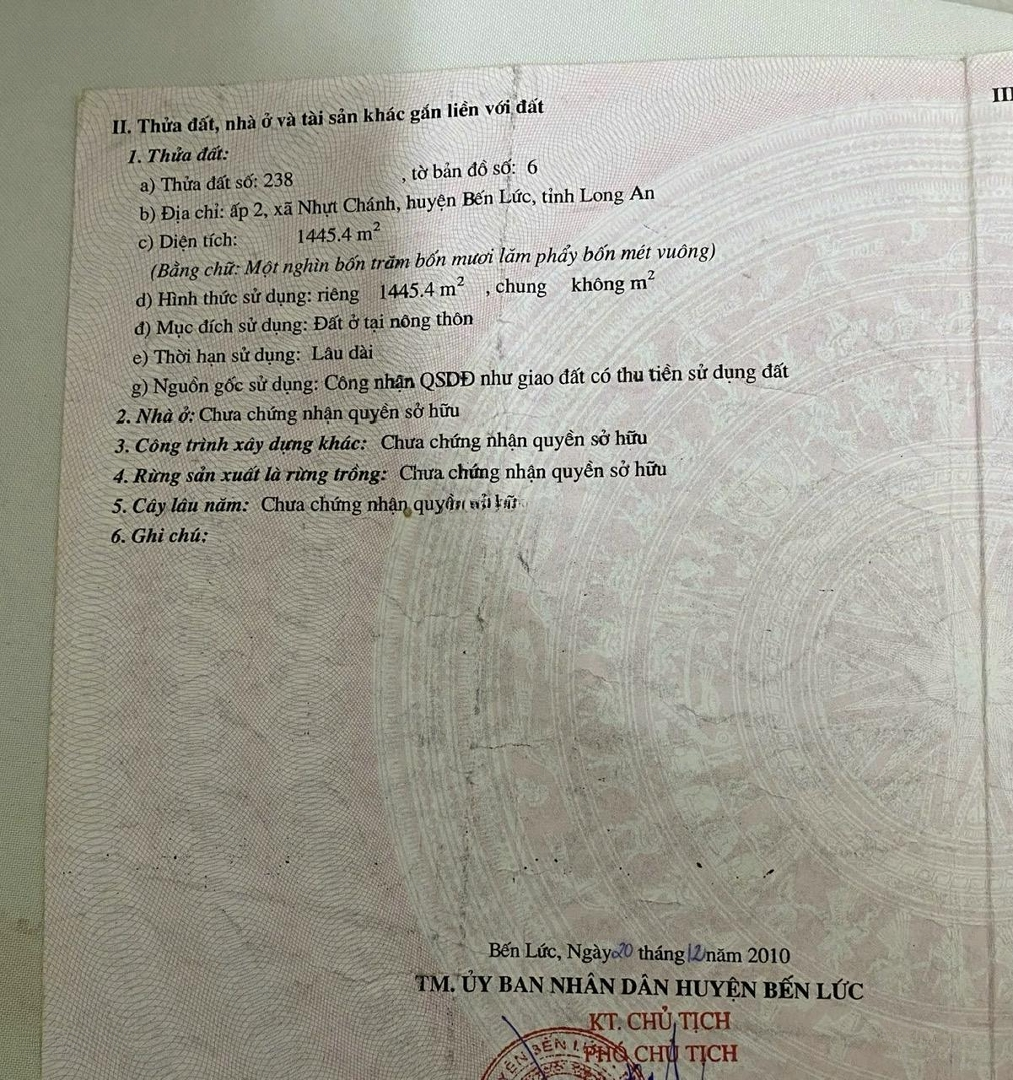 II. Thửa đất, nhà ở và tài sản khác gắn liền với đất
III
1. Thửa đất:
a) Thửa đất số: 238 , tờ bản đồ số: 6
b) Địa chỉ: ấp 2, xã Nhựt Chánh, huyện Bến Lức, tỉnh Long An
c) Diện tích: 1445.4 m²
(Bằng chữ: Một nghìn bốn trăm bốn mươi lăm phẩy bốn mét vuông)
d) Hình thức sử dụng: riêng 1445.4 m² , chung không m²
đ) Mục đích sử dụng: Đất ở tại nông thôn
e) Thời hạn sử dụng: Lâu dài
g) Nguồn gốc sử dụng: Công nhận QSDĐ như giao đất có thu tiền sử dụng đất
2. Nhà ở: Chưa chứng nhận quyền sở hữu
3. Công trình xây dựng khác: Chưa chứng nhận quyền sở hữu
4. Rừng sản xuất là rừng trồng: Chưa chứng nhận quyền sở hữu
5. Cây lâu năm: Chưa chứng nhận quyền sở hữu
6. Ghi chú:
Bến Lức, Ngày 20 tháng 12 năm 2010
TM. ỦY BAN NHÂN DÂN HUYỆN BẾN LỨC
KT. CHỦ TỊCH
PHÓ CHỦ TỊCH